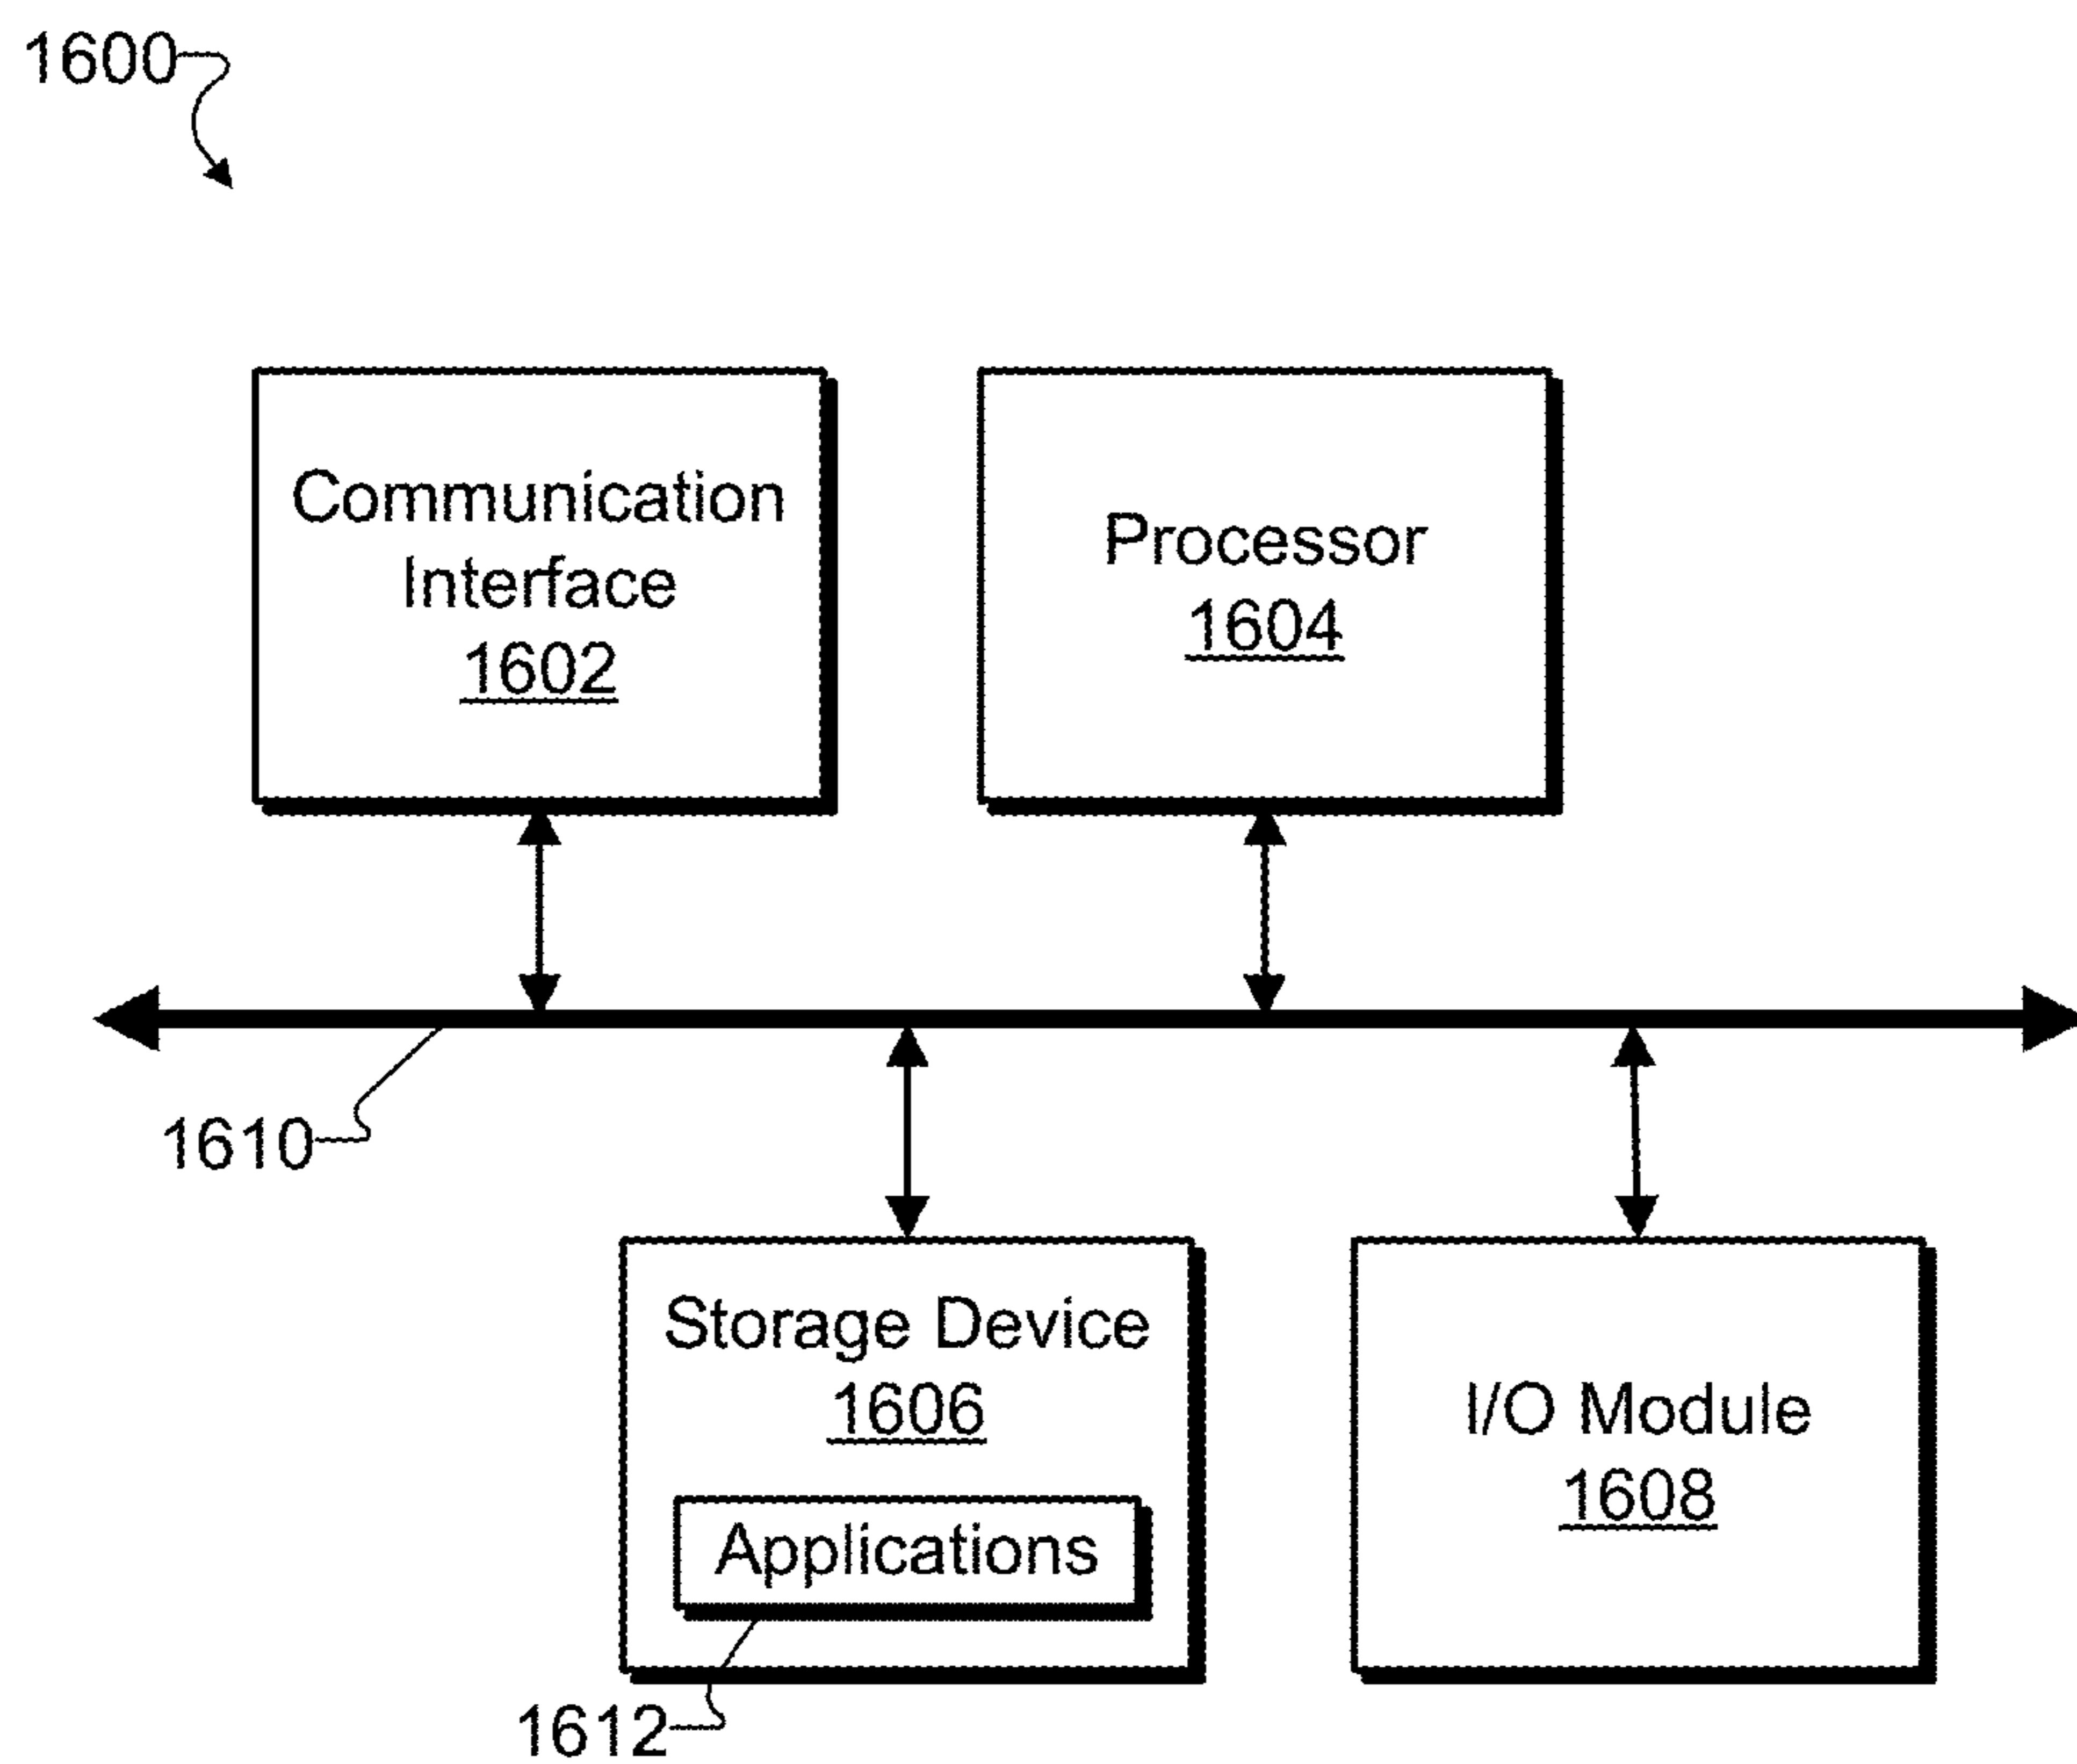 1600
Communication
Interface
1602
Processor
1604
1610
Storage Device
1606
Applications
1612
I/O Module
1608